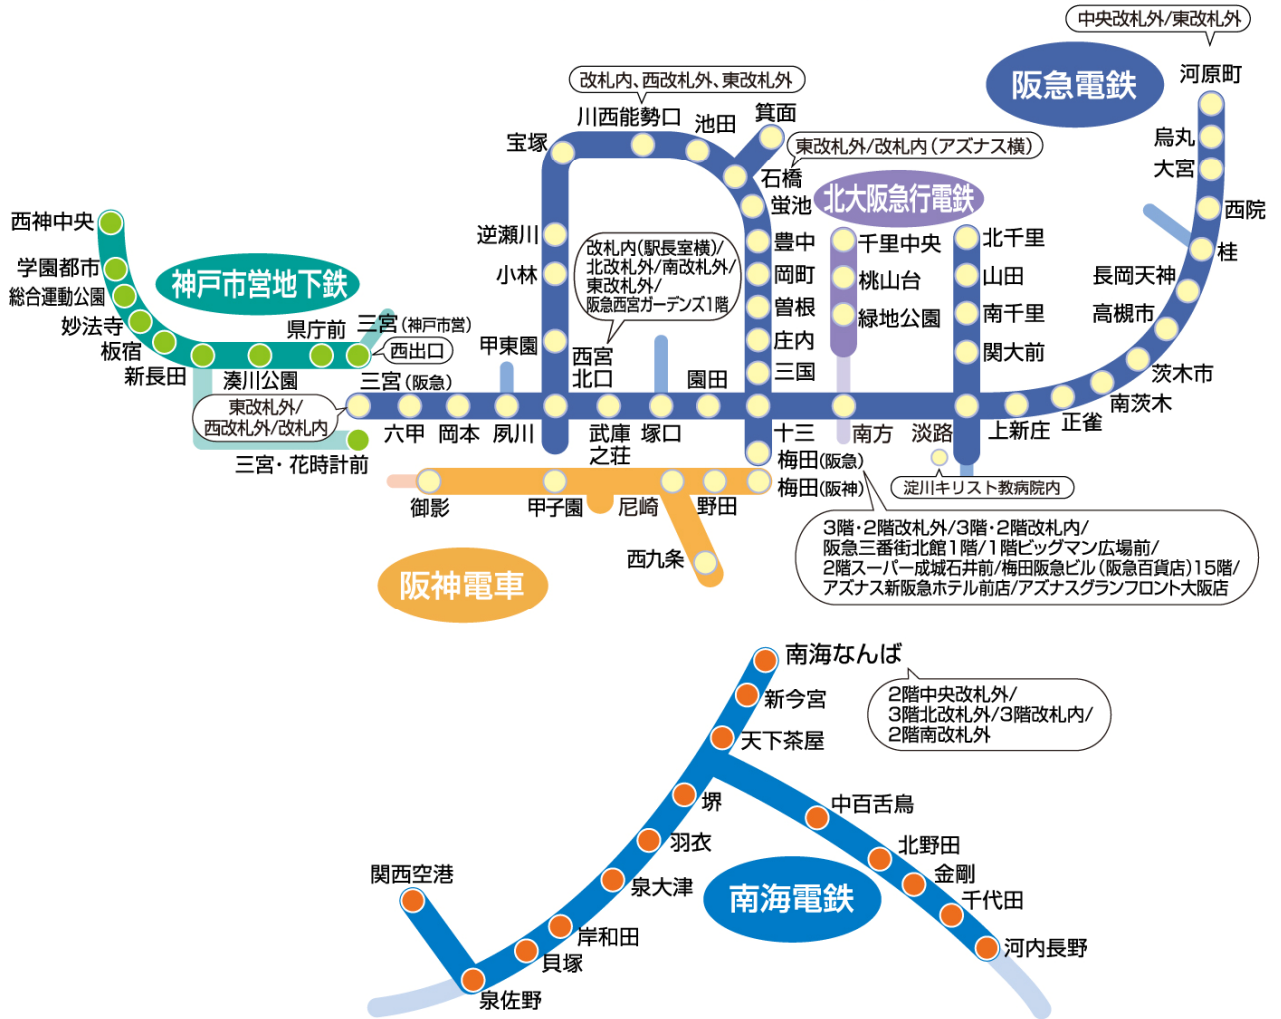 中央改札外/東改札外
阪急電鉄
河原町
烏丸
大宮
西院
桂
長岡天神
高槻市
茨木市
南茨木
正雀
上新庄
改札内、西改札外、東改札外
川西能勢口
池田
箕面
宝塚
東改札外/改札内(アズナス横)
石橋
蛍池
豊中
岡町
曽根
庄内
三国
十三
梅田(阪急)
梅田(阪神)
北大阪急行電鉄
千里中央
桃山台
緑地公園
南方
北千里
山田
南千里
関大前
淡路
淀川キリスト教病院内
逆瀬川
小林
甲東園
改札内(駅長室横)/
北改札外/南改札外/
東改札外/
阪急西宮ガーデンズ1階
西宮
北口
園田
西神中央
学園都市
総合運動公園
妙法寺
板宿
新長田
神戸市営地下鉄
湊川公園
県庁前
三宮(神戸市営)
西出口
三宮(阪急)
東改札外/
西改札外/改札内
三宮・花時計前
六甲
岡本
夙川
武庫
之荘
塚口
御影
甲子園
尼崎
野田
西九条
阪神電車
3階・2階改札外/3階・2階改札内/
阪急三番街北館1階/1階ビッグマン広場前/
2階スーパー成城石井前/梅田阪急ビル(阪急百貨店)15階/
アズナス新阪急ホテル前店/アズナスグランフロント大阪店
南海なんば
2階中央改札外/
3階北改札外/3階改札内/
2階南改札外
新今宮
天下茶屋
堺
羽衣
泉大津
岸和田
貝塚
泉佐野
関西空港
中百舌鳥
北野田
金剛
千代田
河内長野
南海電鉄